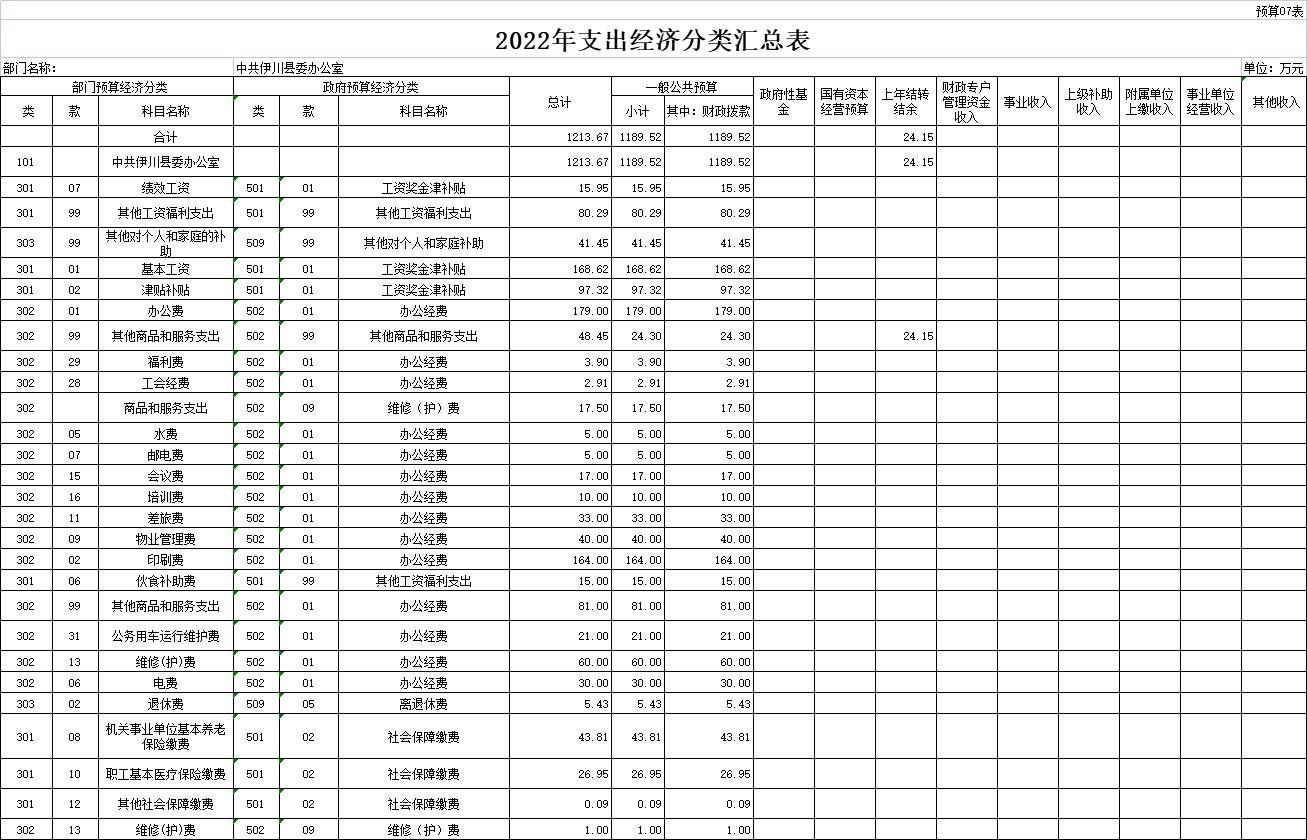 预算07表
2022年支出经济分类汇总表
部门名称： 中共伊川县委办公室 单位：万元
部门预算经济分类 政府预算经济分类 总计 一般公共预算 政府性基金 国有资本经营预算 上年结转结余 财政专户管理资金收入 事业收入 上级补助收入 附属单位上缴收入 事业单位经营收入 其他收入
类 款 科目名称 类 款 科目名称 小计 其中：财政拨款
合计 1213.67 1189.52 1189.52 24.15
101 中共伊川县委办公室 1213.67 1189.52 1189.52 24.15
301 07 绩效工资 501 01 工资奖金津补贴 15.95 15.95 15.95
301 99 其他工资福利支出 501 99 其他工资福利支出 80.29 80.29 80.29
303 99 其他对个人和家庭的补助 509 99 其他对个人和家庭补助 41.45 41.45 41.45
301 01 基本工资 501 01 工资奖金津补贴 168.62 168.62 168.62
301 02 津贴补贴 501 01 工资奖金津补贴 97.32 97.32 97.32
302 01 办公费 502 01 办公经费 179.00 179.00 179.00
302 99 其他商品和服务支出 502 99 其他商品和服务支出 48.45 24.30 24.30 24.15
302 29 福利费 502 01 办公经费 3.90 3.90 3.90
302 28 工会经费 502 01 办公经费 2.91 2.91 2.91
302 商品和服务支出 502 09 维修（护）费 17.50 17.50 17.50
302 05 水费 502 01 办公经费 5.00 5.00 5.00
302 07 邮电费 502 01 办公经费 5.00 5.00 5.00
302 15 会议费 502 01 办公经费 17.00 17.00 17.00
302 16 培训费 502 01 办公经费 10.00 10.00 10.00
302 11 差旅费 502 01 办公经费 33.00 33.00 33.00
302 09 物业管理费 502 01 办公经费 40.00 40.00 40.00
302 02 印刷费 502 01 办公经费 164.00 164.00 164.00
301 06 伙食补助费 501 99 其他工资福利支出 15.00 15.00 15.00
302 99 其他商品和服务支出 502 01 办公经费 81.00 81.00 81.00
302 31 公务用车运行维护费 502 01 办公经费 21.00 21.00 21.00
302 13 维修(护)费 502 01 办公经费 60.00 60.00 60.00
302 06 电费 502 01 办公经费 30.00 30.00 30.00
303 02 退休费 509 05 离退休费 5.43 5.43 5.43
301 08 机关事业单位基本养老保险缴费 501 02 社会保障缴费 43.81 43.81 43.81
301 10 职工基本医疗保险缴费 501 02 社会保障缴费 26.95 26.95 26.95
301 12 其他社会保障缴费 501 02 社会保障缴费 0.09 0.09 0.09
302 13 维修(护)费 502 09 维修（护）费 1.00 1.00 1.00